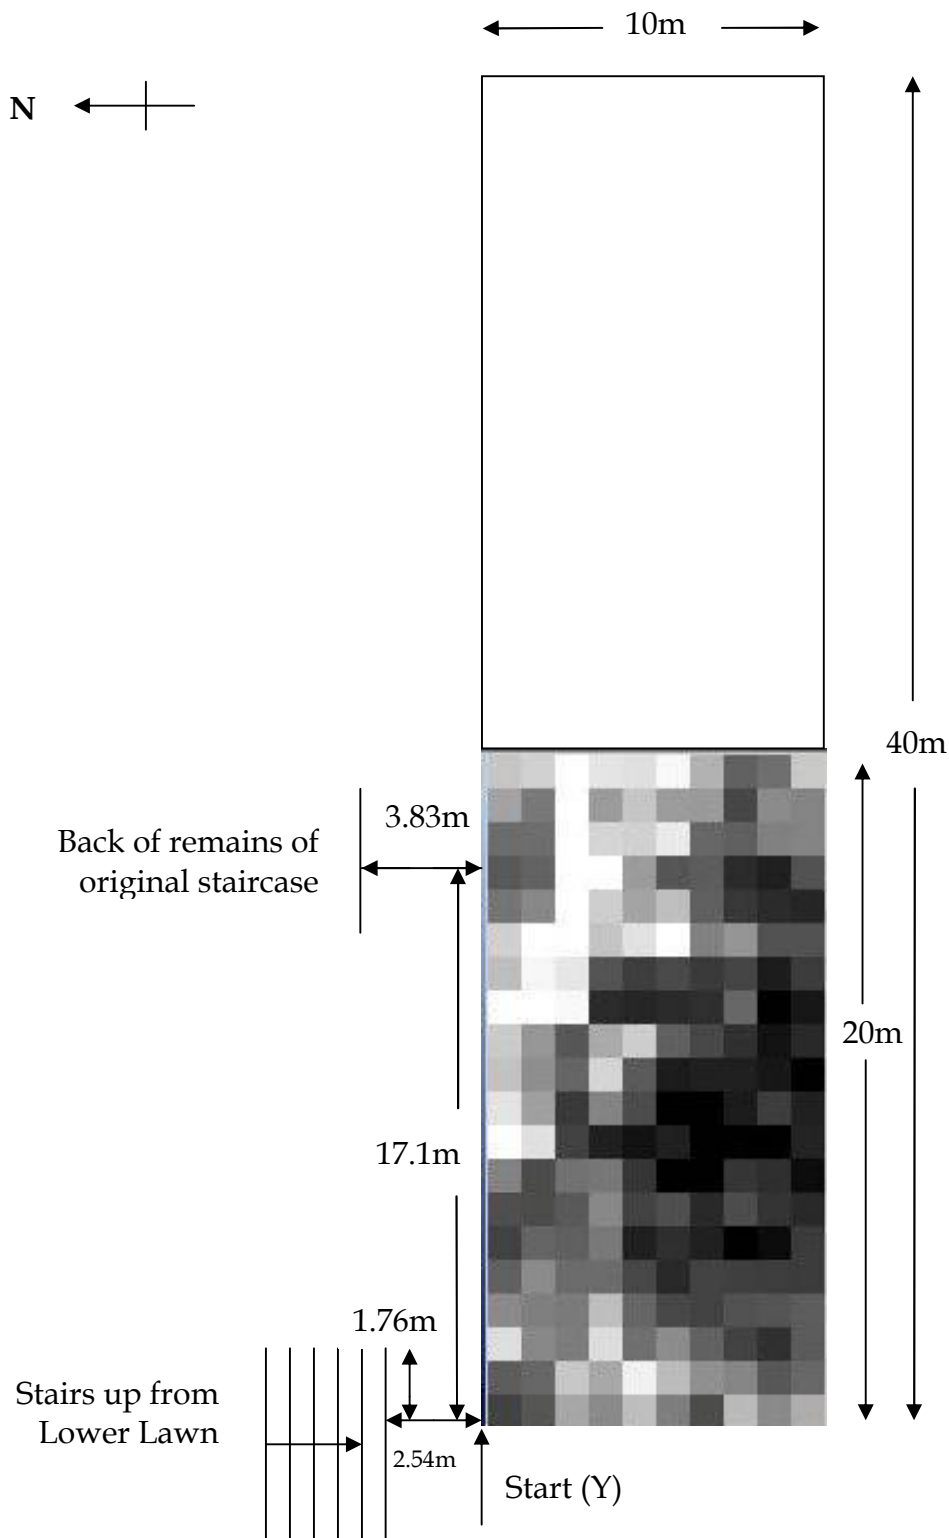 10m
N
40m
3.83m
Back of remains of
original staircase
20m
17.1m
1.76m
Stairs up from
Lower Lawn
2.54m
Start (Y)